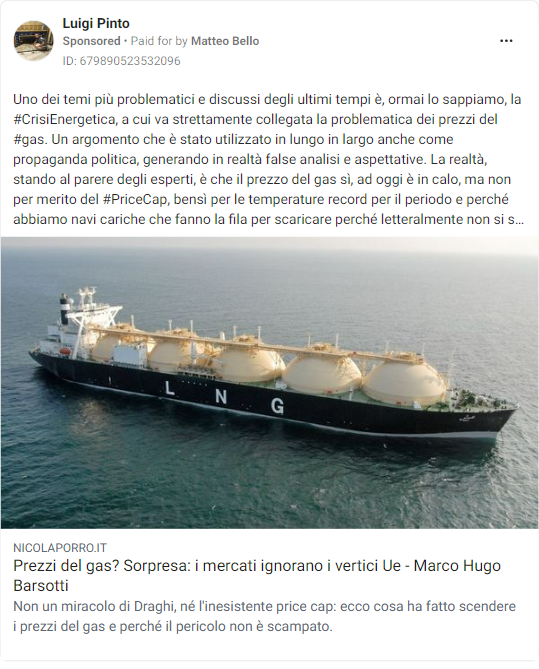 Luigi Pinto
Sponsored • Paid for by Matteo Bello
ID: 679890523532096
Uno dei temi più problematici e discussi degli ultimi tempi è, ormai lo sappiamo, la
#CrisiEnergetica, a cui va strettamente collegata la problematica dei prezzi del
#gas. Un argomento che è stato utilizzato in lungo in largo anche come
propaganda politica, generando in realtà false analisi e aspettative. La realtà,
stando al parere degli esperti, è che il prezzo del gas sì, ad oggi è in calo, ma non
per merito del #PriceCap, bensì per le temperature record per il periodo e perché
abbiamo navi cariche che fanno la fila per scaricare perché letteralmente non si s...
L N G
NICOLAPORRO.IT
Prezzi del gas? Sorpresa: i mercati ignorano i vertici Ue - Marco Hugo
Barsotti
Non un miracolo di Draghi, né l'inesistente price cap: ecco cosa ha fatto scendere
i prezzi del gas e perché il pericolo non è scampato.